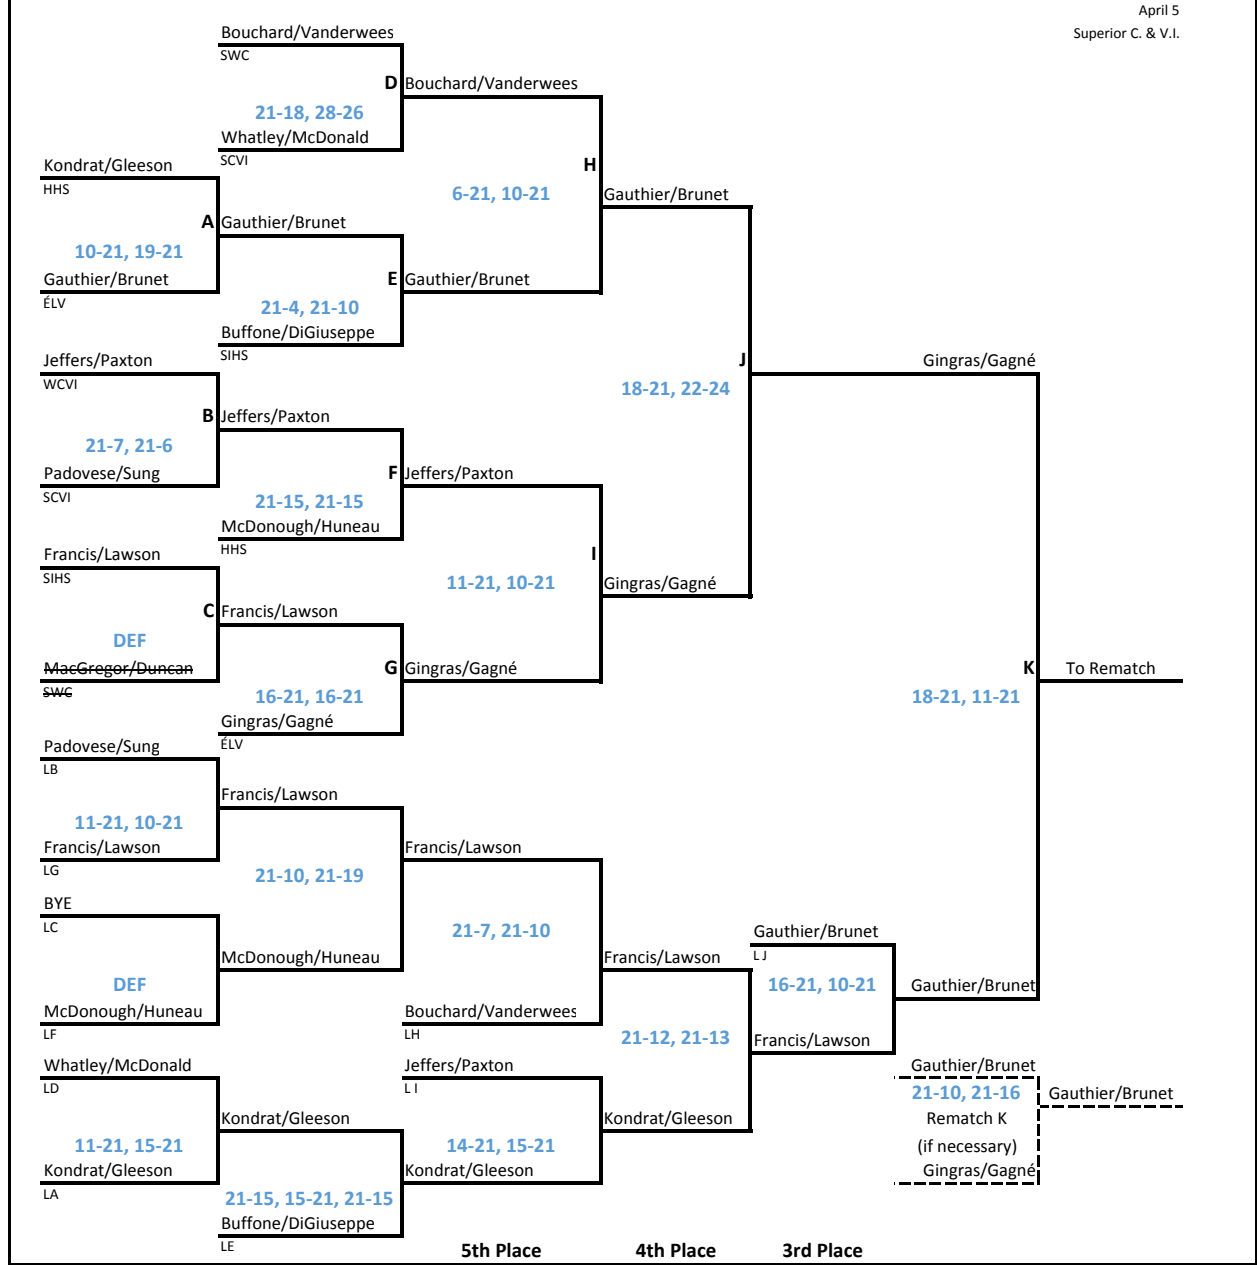 April 5
Superior C. & V.I.
Bouchard/Vanderwees
SWC
D Bouchard/Vanderwees
21-18, 28-26
Whatley/McDonald
SCVI
Kondrat/Gleeson
HHS
H
6-21, 10-21
Gauthier/Brunet
A Gauthier/Brunet
10-21, 19-21
Gauthier/Brunet
ÉLV
E Gauthier/Brunet
21-4, 21-10
Buffone/DiGiuseppe
SIHS
Jeffers/Paxton
WCVI
J
Gingras/Gagné
18-21, 22-24
B Jeffers/Paxton
21-7, 21-6
Padovese/Sung
SCVI
F Jeffers/Paxton
21-15, 21-15
McDonough/Huneau
HHS
Francis/Lawson
SIHS
I
11-21, 10-21
Gingras/Gagné
C Francis/Lawson
DEF
MacGregor/Duncan
SWC
G Gingras/Gagné
K To Rematch
16-21, 16-21
18-21, 11-21
Gingras/Gagné
ÉLV
Padovese/Sung
LB
Francis/Lawson
11-21, 10-21
Francis/Lawson
LG
Francis/Lawson
21-10, 21-19
BYE
LC
21-7, 21-10
Gauthier/Brunet
L J
McDonough/Huneau
Francis/Lawson
DEF
16-21, 10-21
Gauthier/Brunet
McDonough/Huneau
LF
Bouchard/Vanderwees
LH
21-12, 21-13
Francis/Lawson
Whatley/McDonald
LD
Jeffers/Paxton
L I
Gauthier/Brunet
21-10, 21-16
Gauthier/Brunet
Kondrat/Gleeson
Kondrat/Gleeson
Rematch K
11-21, 15-21
14-21, 15-21
(if necessary)
Kondrat/Gleeson
LA
Kondrat/Gleeson
Gingras/Gagné
21-15, 15-21, 21-15
Buffone/DiGiuseppe
LE
5th Place 4th Place 3rd Place